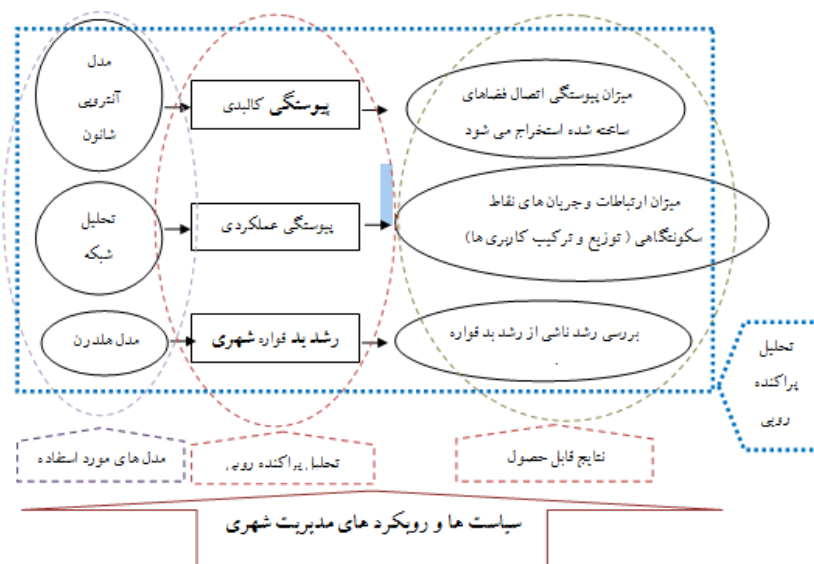 مدل
آنتروپی
شانون
پیوستگی کالبدی
میزان پیوستگی اتصال فضاهای
ساخته شده استخراج می شود
تحلیل
شبکه
پیوستگی عملکردی
میزان ارتباطات و جریان های نقاط
سکونتگاهی ( توزیع و ترکیب کاربری ها)
مدل هلدرن
رشد بد قواره شهری
بررسی رشد ناشی از رشد بد قواره
.
تحلیل
پراکنده
رویی
مدل های مورد استفاده
تحلیل پراکنده رویی
نتایج قابل حصول
سیاست ها و رویکرد های مدیریت شهری